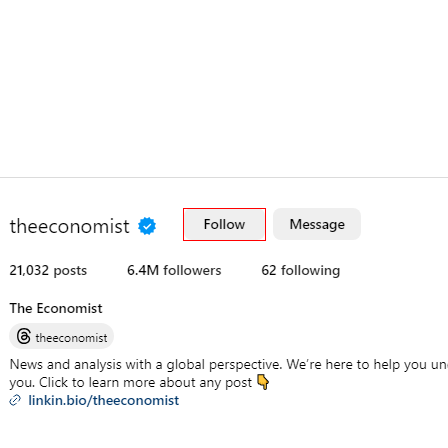 theeconomist Follow Message
21,032 posts 6.4M followers 62 following
The Economist
theeconomist
News and analysis with a global perspective. We're here to help you un
you. Click to learn more about any post 👇
linkin.bio/theeconomist